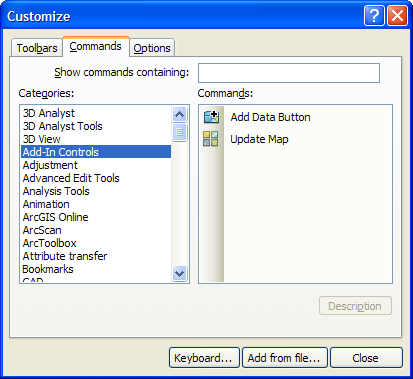 Customize
Toolbars Commands Options
Show commands containing:
Categories: Commands:
3D Analyst
3D Analyst Tools
3D View
Add-In Controls
Adjustment
Advanced Edit Tools
Analysis Tools
Animation
ArcGIS Online
ArcScan
ArcToolbox
Attribute transfer
Bookmarks
CAD
Add Data Button
Update Map
Description
Keyboard... Add from file... Close